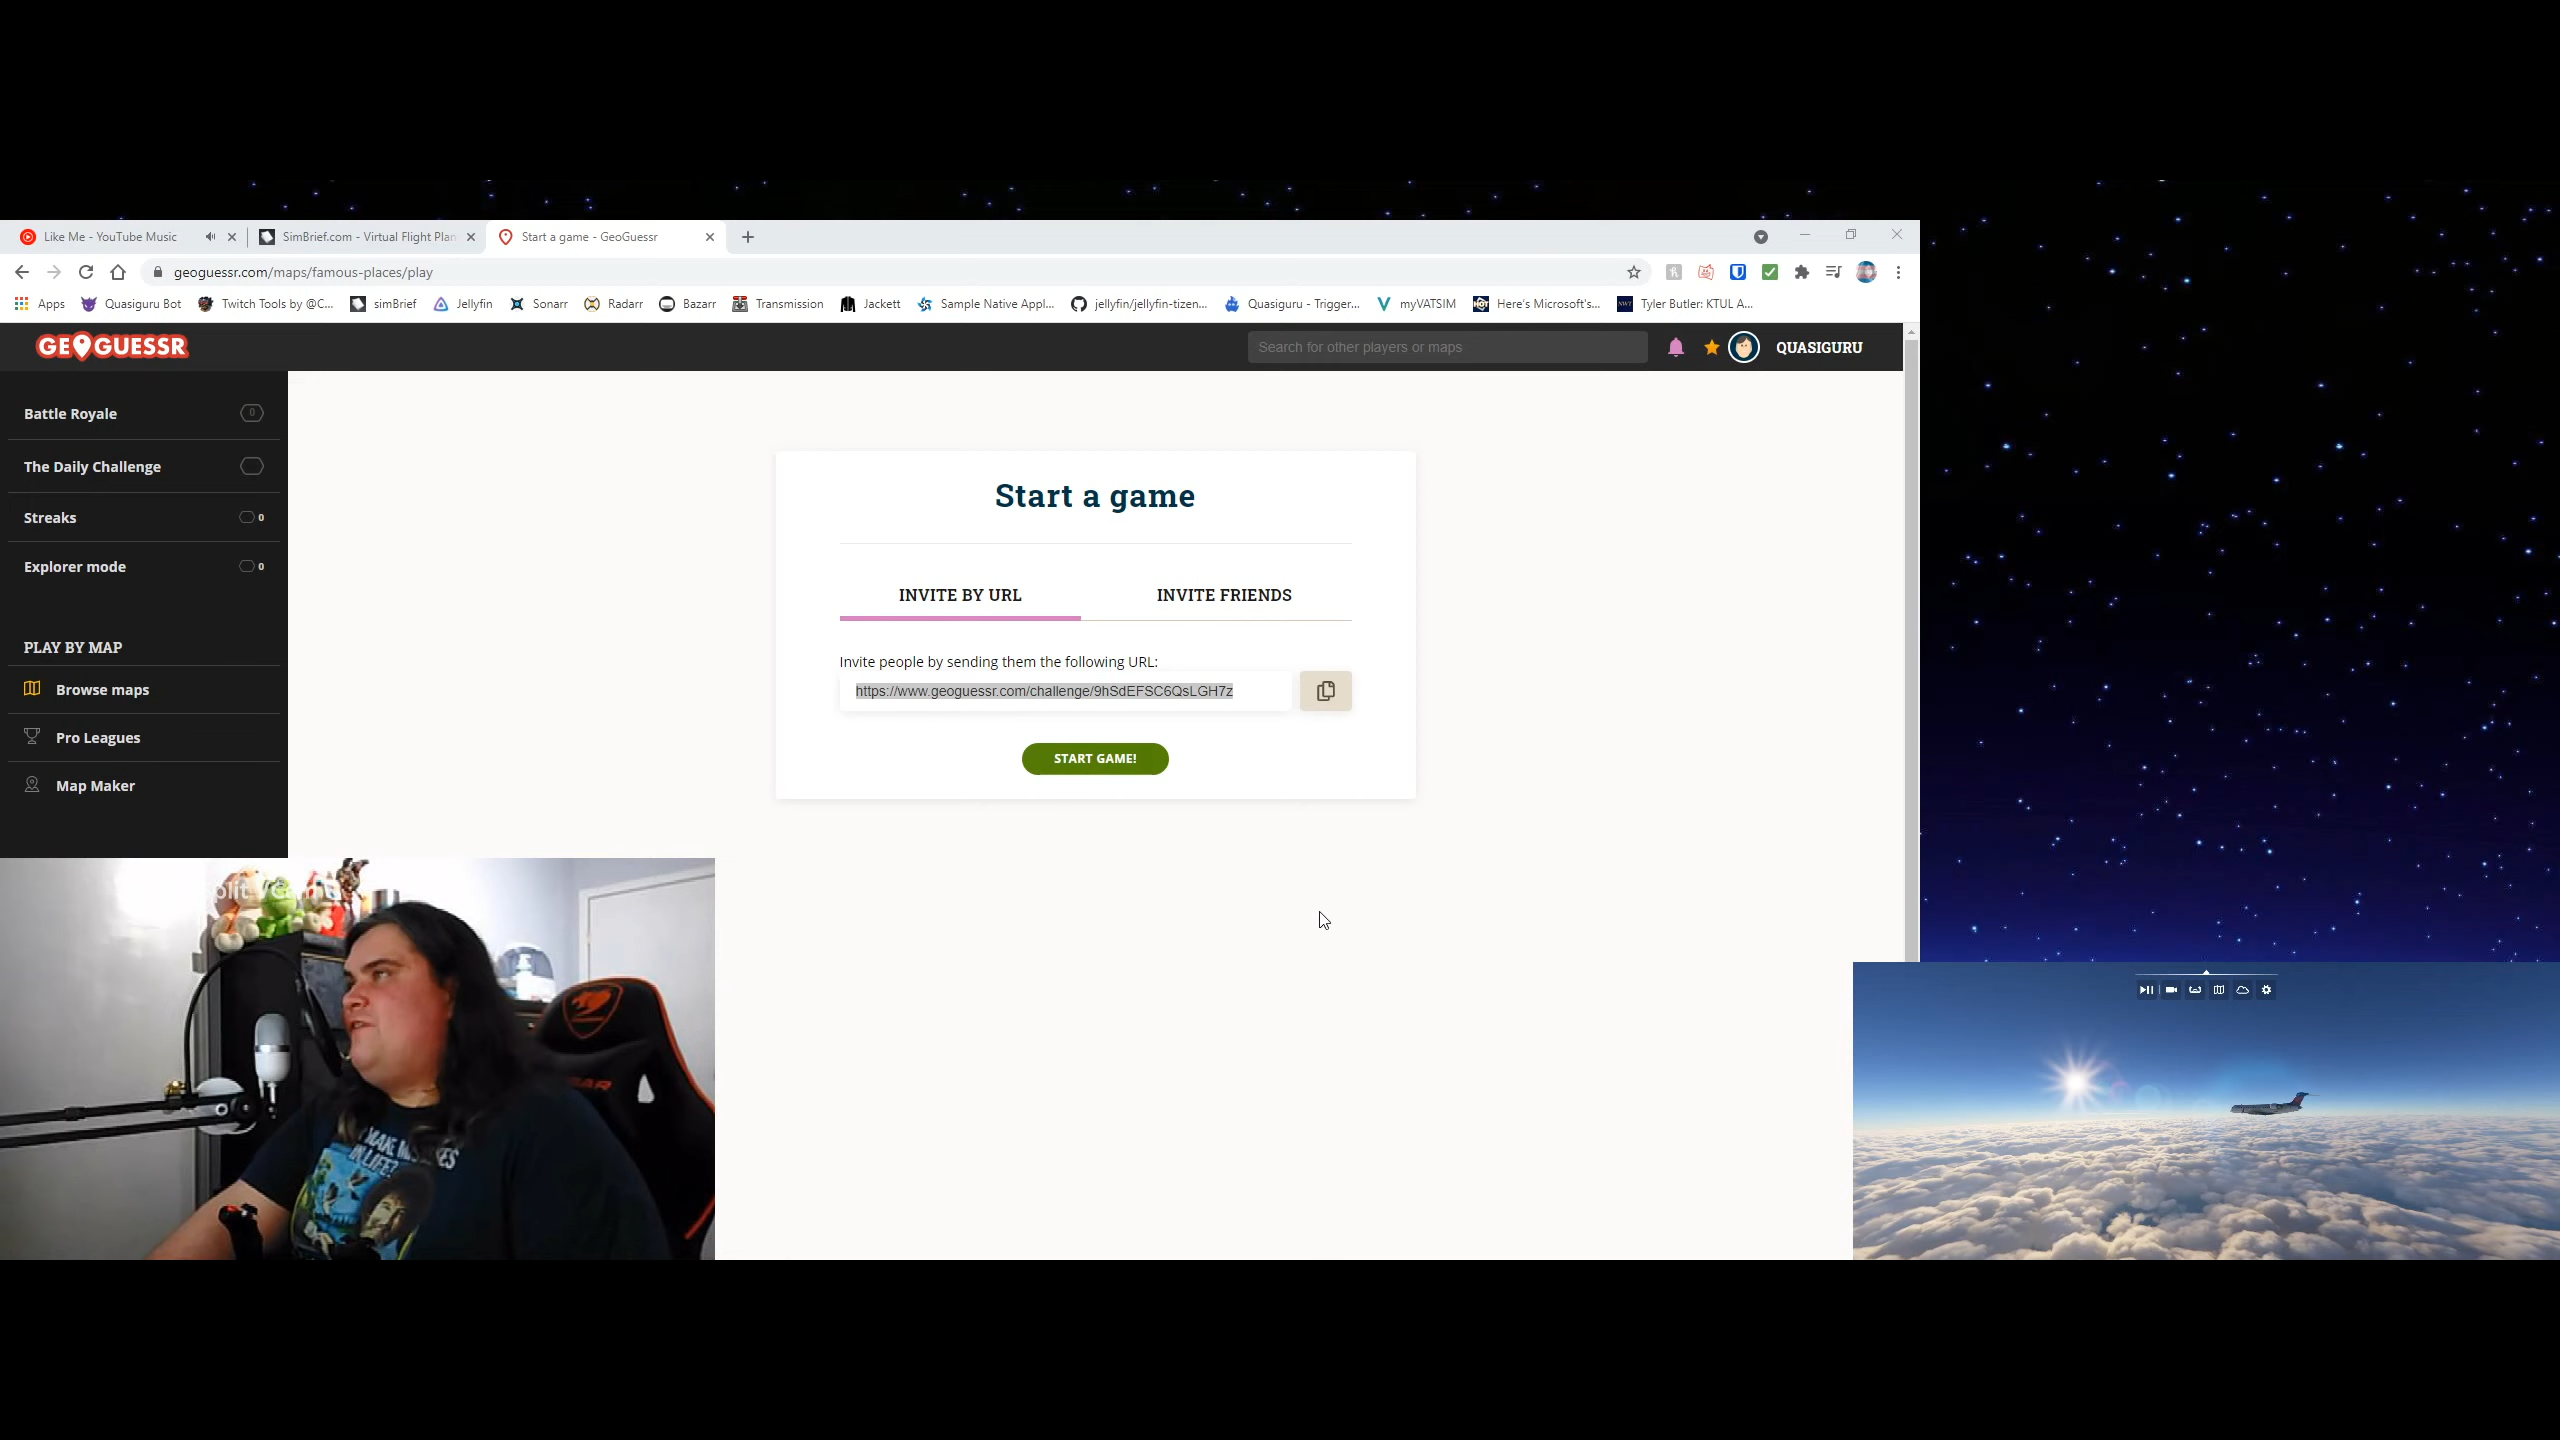 Like Me - YouTube Music
SimBrief.com - Virtual Flight Plan
Start a game - GeoGuessr
geoguessr.com/maps/famous-places/play
Apps
Quasiguru Bot
Twitch Tools by @C...
simBrief
Jellyfin
Sonarr
Radarr
Bazarr
Transmission
Jackett
Sample Native Appl...
jellyfin/jellyfin-tizen...
Quasiguru - Trigger...
myVATSIM
Here's Microsoft's...
Tyler Butler: KTUL A...
GEOGUESSR
Search for other players or maps
QUASIGURU
Battle Royale
0
The Daily Challenge
Streaks
0
Explorer mode
0
PLAY BY MAP
Browse maps
Pro Leagues
Map Maker
Start a game
INVITE BY URL
INVITE FRIENDS
Invite people by sending them the following URL:
https://www.geoguessr.com/challenge/9hSdEFSC6QsLGH7z
START GAME!
IN LIFE?